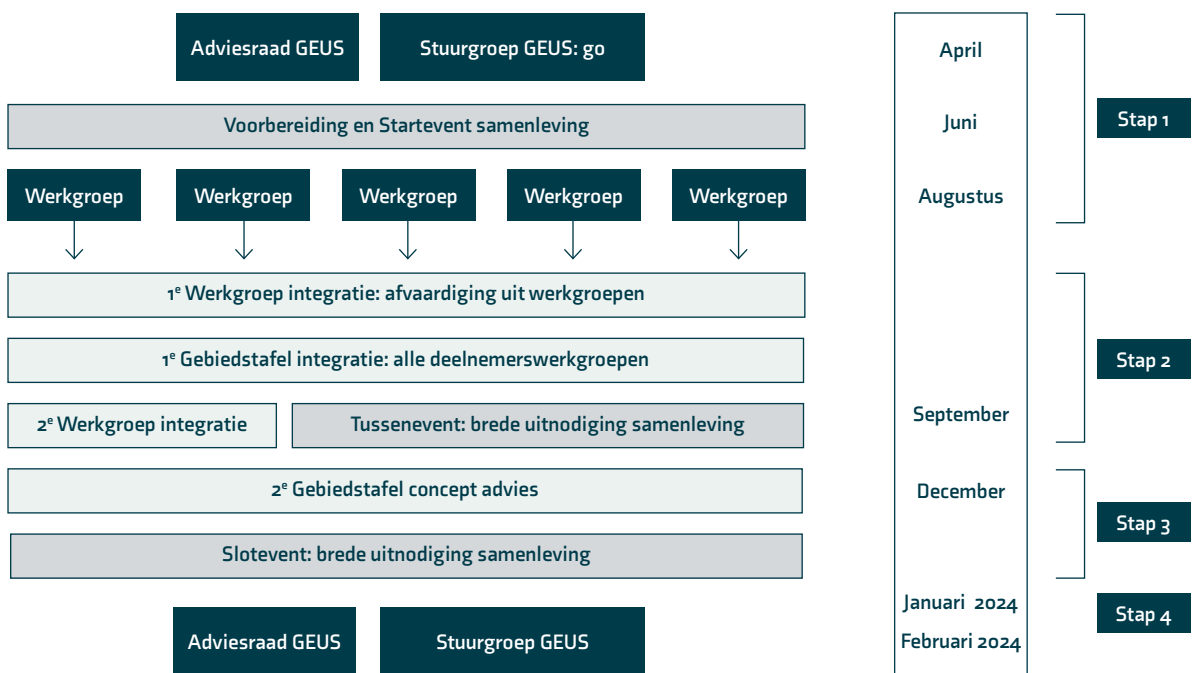 Adviesraad GEUS
Stuurgroep GEUS: go
Voorbereiding en Startevent samenleving
Werkgroep
Werkgroep
Werkgroep
Werkgroep
Werkgroep
1e Werkgroep integratie: afvaardiging uit werkgroepen
1e Gebiedstafel integratie: alle deelnemerswerkgroepen
2e Werkgroep integratie
Tussenevent: brede uitnodiging samenleving
2e Gebiedstafel concept advies
Slotevent: brede uitnodiging samenleving
Adviesraad GEUS
Stuurgroep GEUS
April
Juni
Augustus
September
December
Januari 2024
Februari 2024
Stap 1
Stap 2
Stap 3
Stap 4